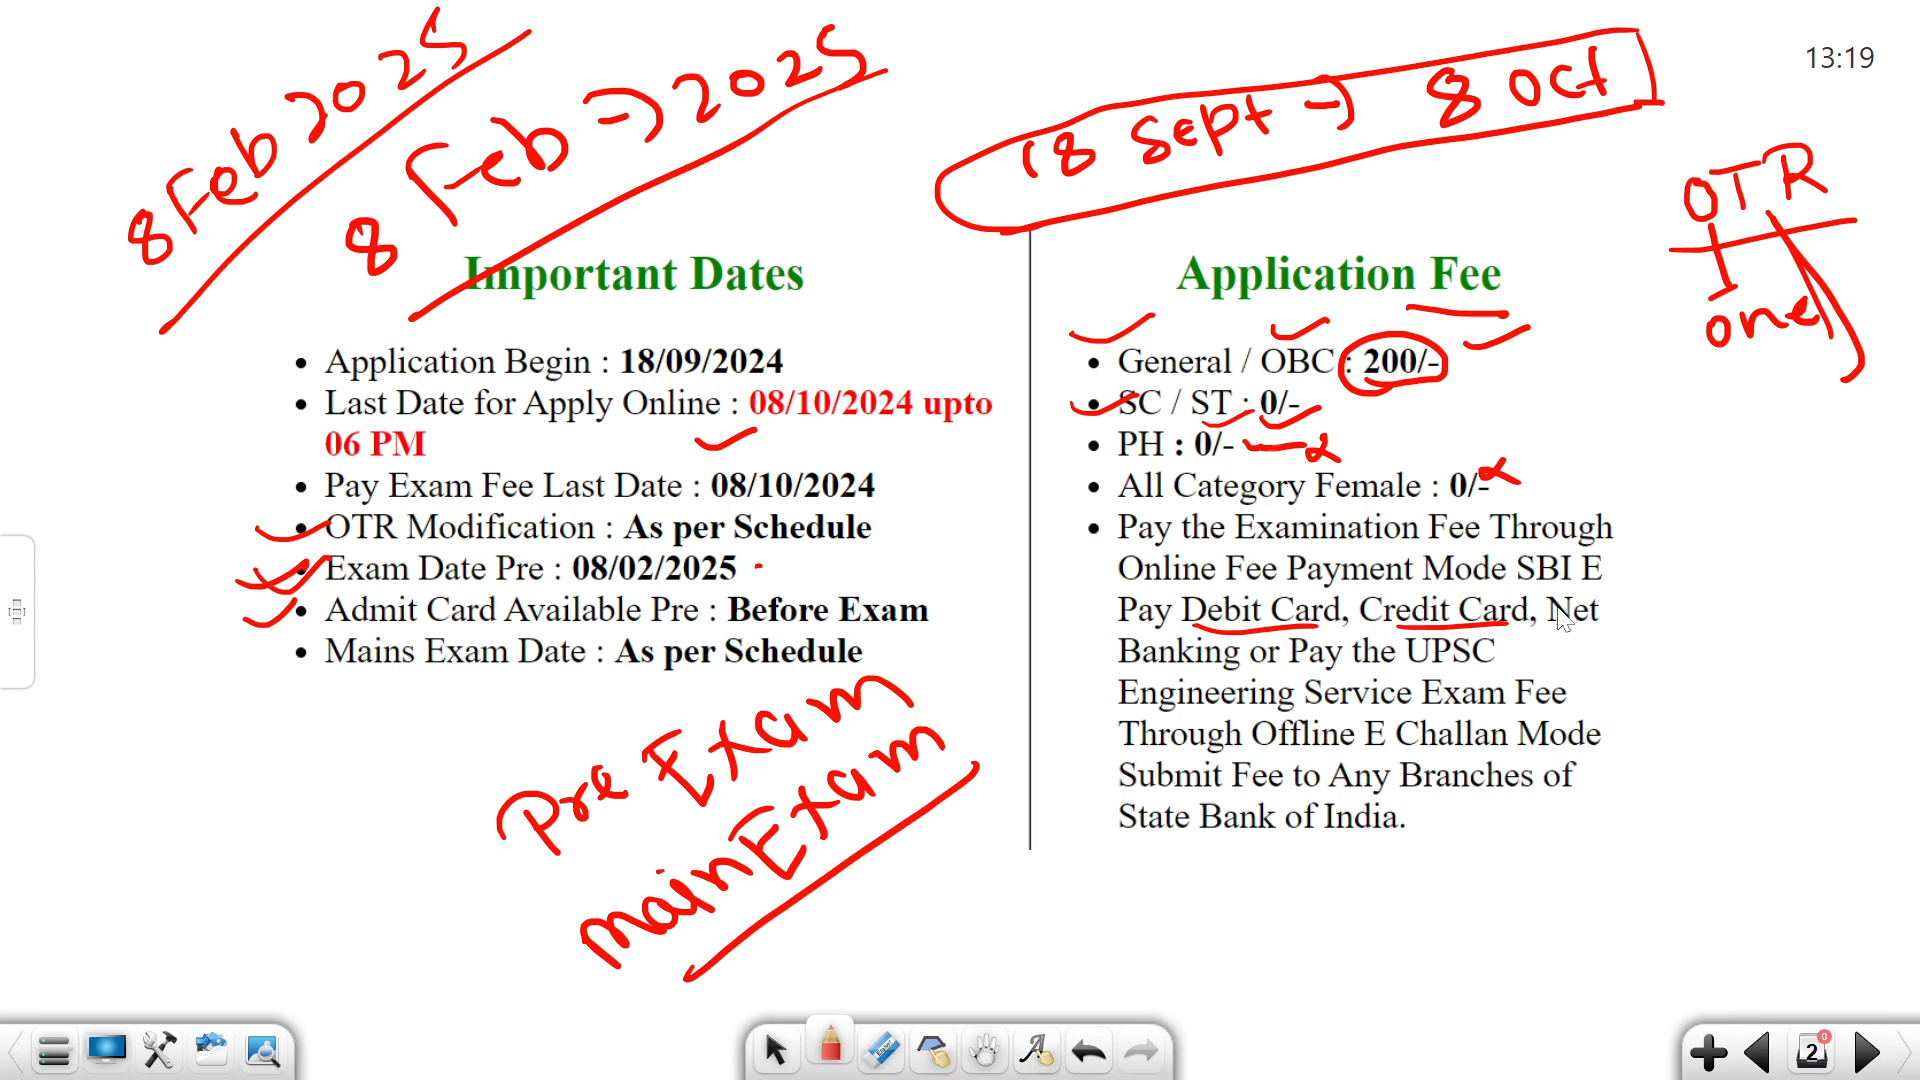 8 Feb 2025
8 Feb → 2025
18 Sept → 8 Oct
13:19
OTR
one
Important Dates
Application Begin : 18/09/2024
Last Date for Apply Online : 08/10/2024 upto
06 PM
Pay Exam Fee Last Date : 08/10/2024
OTR Modification : As per Schedule
Exam Date Pre : 08/02/2025
Admit Card Available Pre : Before Exam
Mains Exam Date : As per Schedule
Pre Exam
main Exam
Application Fee
General / OBC : 200/-
SC / ST : 0/-
PH : 0/-
All Category Female : 0/-
Pay the Examination Fee Through
Online Fee Payment Mode SBI E
Pay Debit Card, Credit Card, Net
Banking or Pay the UPSC
Engineering Service Exam Fee
Through Offline E Challan Mode
Submit Fee to Any Branches of
State Bank of India.
2
0